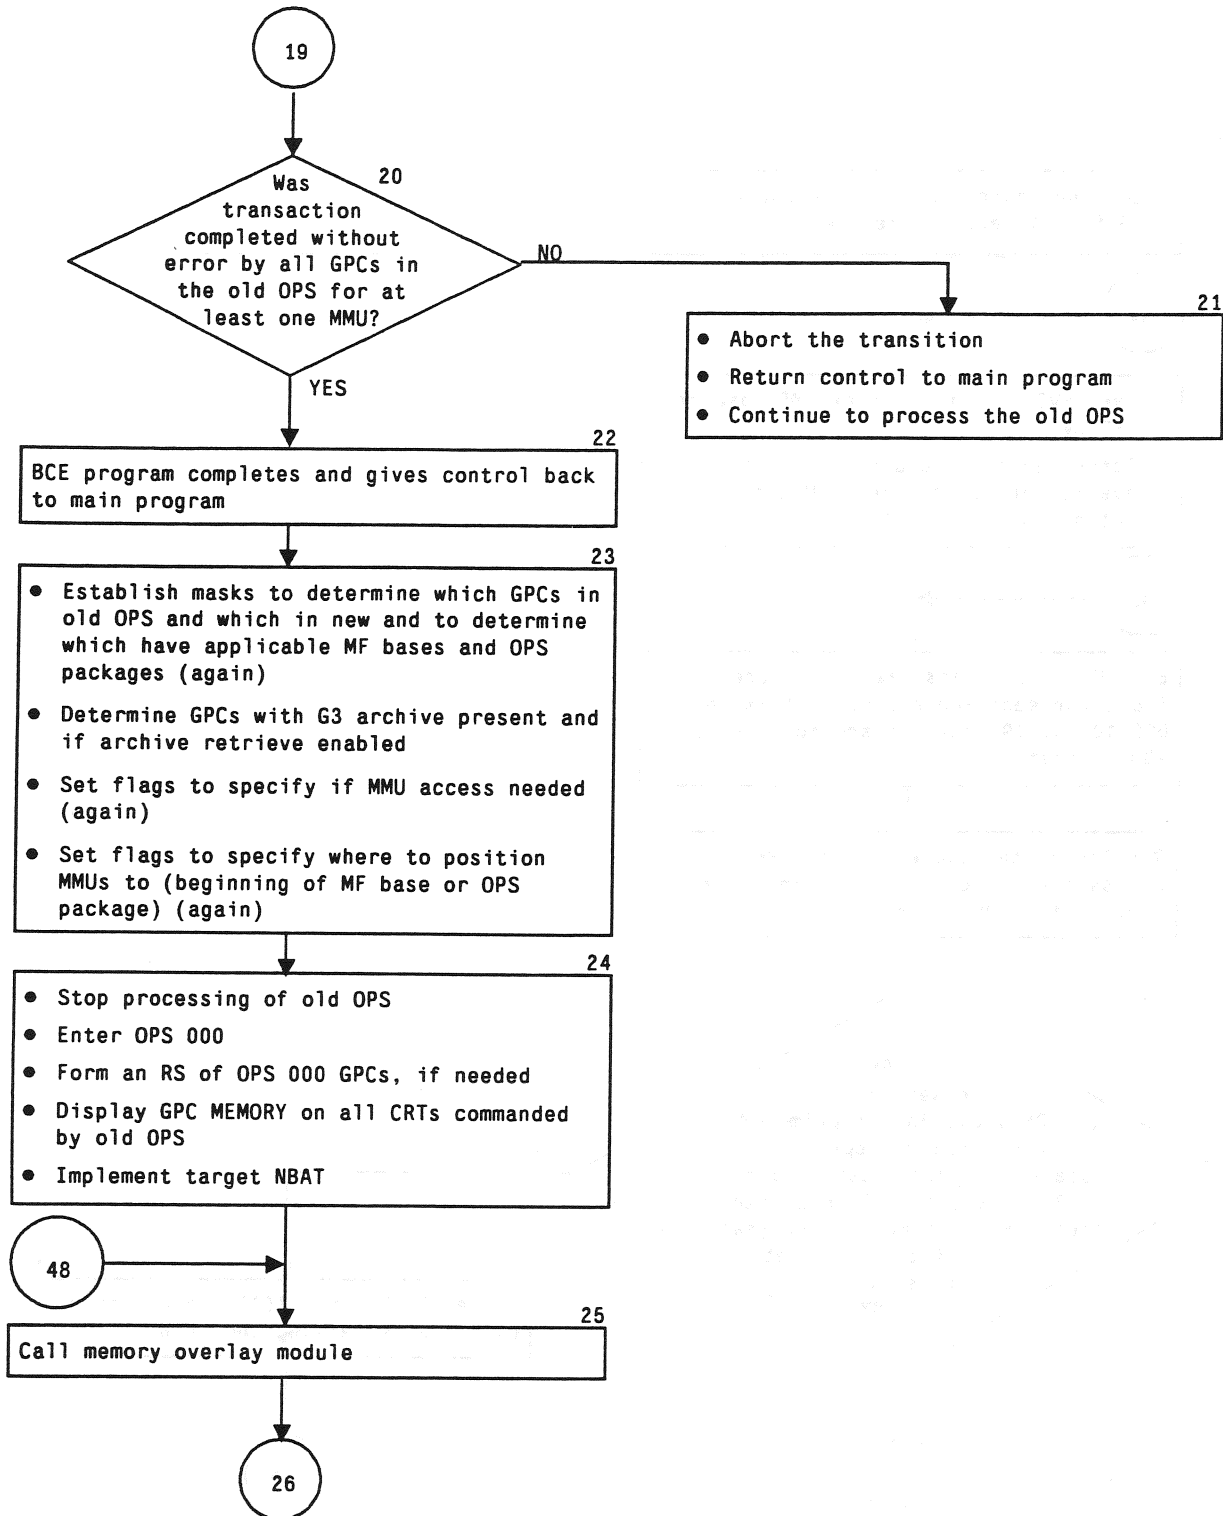 19
20
Was
transaction
completed without
error by all GPCs in
the old OPS for at
least one MMU?
NO
YES
21
● Abort the transition
● Return control to main program
● Continue to process the old OPS
22
BCE program completes and gives control back
to main program
23
● Establish masks to determine which GPCs in
old OPS and which in new and to determine
which have applicable MF bases and OPS
packages (again)
● Determine GPCs with G3 archive present and
if archive retrieve enabled
● Set flags to specify if MMU access needed
(again)
● Set flags to specify where to position
MMUs to (beginning of MF base or OPS
package) (again)
24
● Stop processing of old OPS
● Enter OPS 000
● Form an RS of OPS 000 GPCs, if needed
● Display GPC MEMORY on all CRTs commanded
by old OPS
● Implement target NBAT
48
25
Call memory overlay module
26